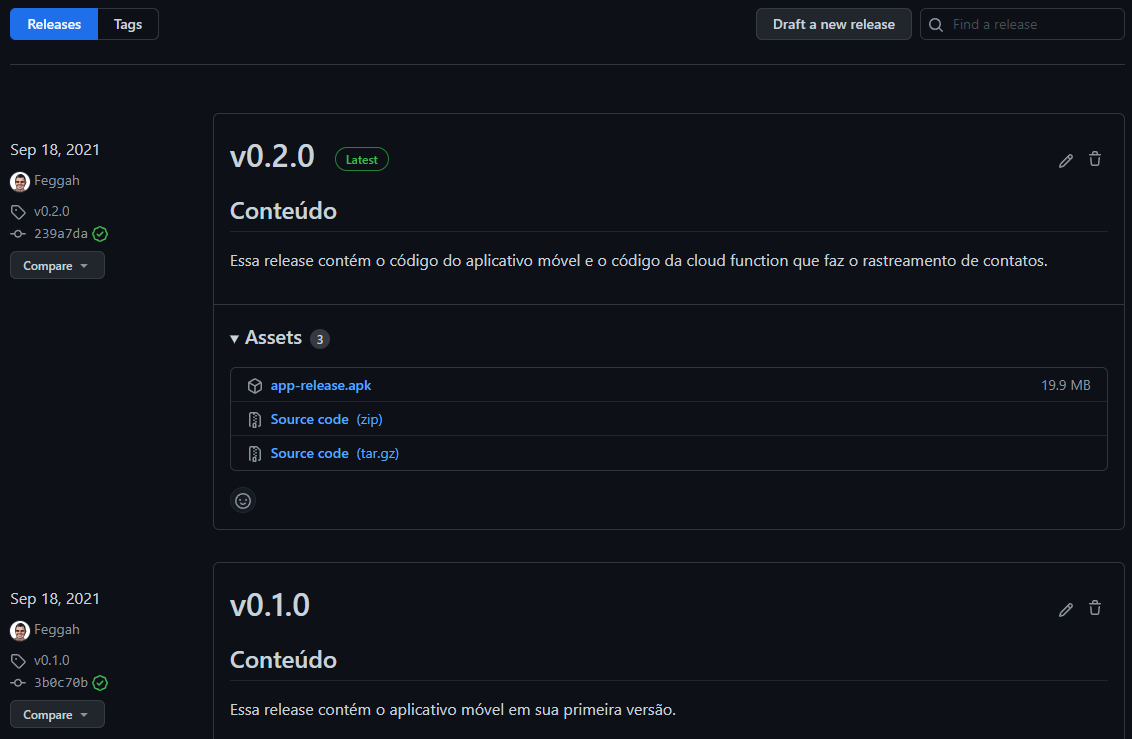 Releases Tags Draft a new release Find a release
Sep 18, 2021
Feggah
v0.2.0
239a7da
Compare
v0.2.0 Latest
Conteúdo
Essa release contém o código do aplicativo móvel e o código da cloud function que faz o rastreamento de contatos.
Assets 3
app-release.apk 19.9 MB
Source code (zip)
Source code (tar.gz)
Sep 18, 2021
Feggah
v0.1.0
3b0c70b
Compare
v0.1.0
Conteúdo
Essa release contém o aplicativo móvel em sua primeira versão.